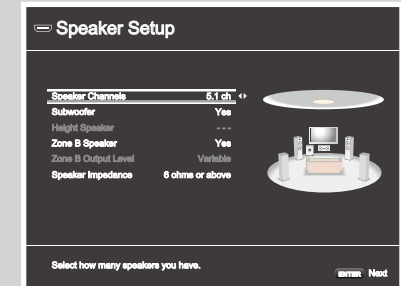 Speaker Setup
Speaker Channels 5.1 ch
Subwoofer Yes
Height Speaker - - -
Zone B Speaker Yes
Zone B Output Level Variable
Speaker Impedance 6 ohms or above
Select how many speakers you have.
ENTER Next